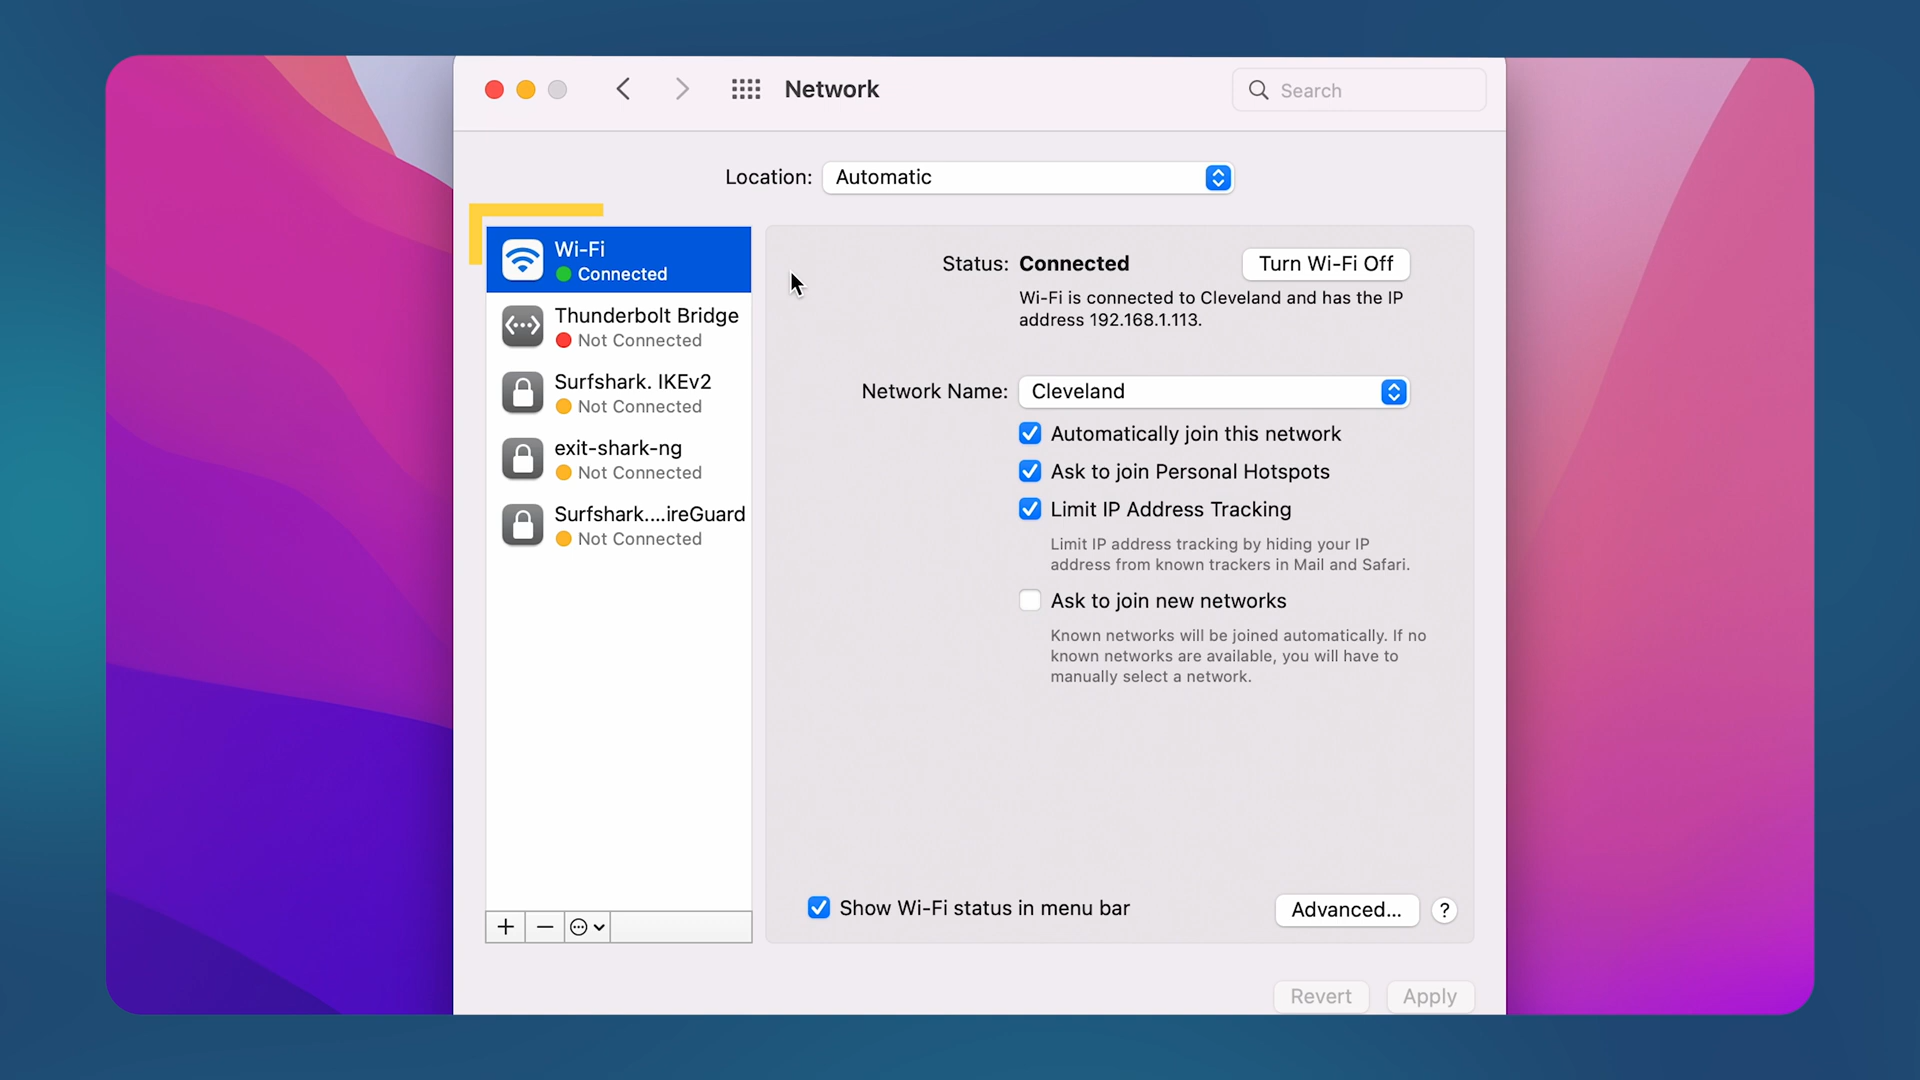 Network
Search
Location: Automatic
Wi-Fi
Connected
Thunderbolt Bridge
Not Connected
Surfshark. IKEv2
Not Connected
exit-shark-ng
Not Connected
Surfshark....ireGuard
Not Connected
Status: Connected
Turn Wi-Fi Off
Wi-Fi is connected to Cleveland and has the IP
address 192.168.1.113.
Network Name: Cleveland
Automatically join this network
Ask to join Personal Hotspots
Limit IP Address Tracking
Limit IP address tracking by hiding your IP
address from known trackers in Mail and Safari.
Ask to join new networks
Known networks will be joined automatically. If no
known networks are available, you will have to
manually select a network.
Show Wi-Fi status in menu bar
Advanced...
?
Revert
Apply